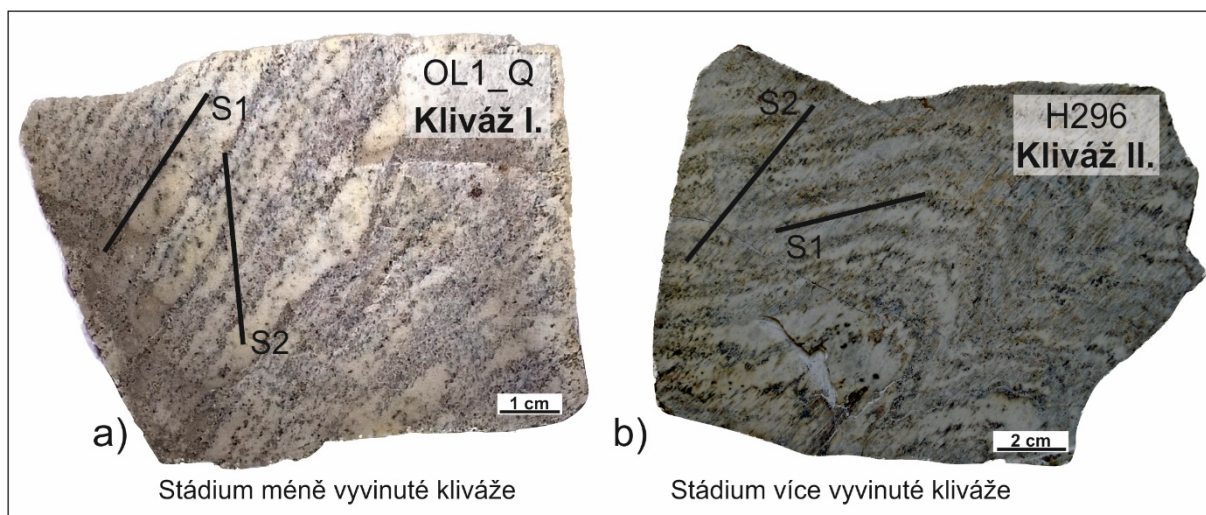 OL1_Q
Kliváž I.
S1
S2
1 cm
a)
Stádium méně vyvinuté kliváže
H296
Kliváž II.
S2
S1
2 cm
b)
Stádium více vyvinuté kliváže